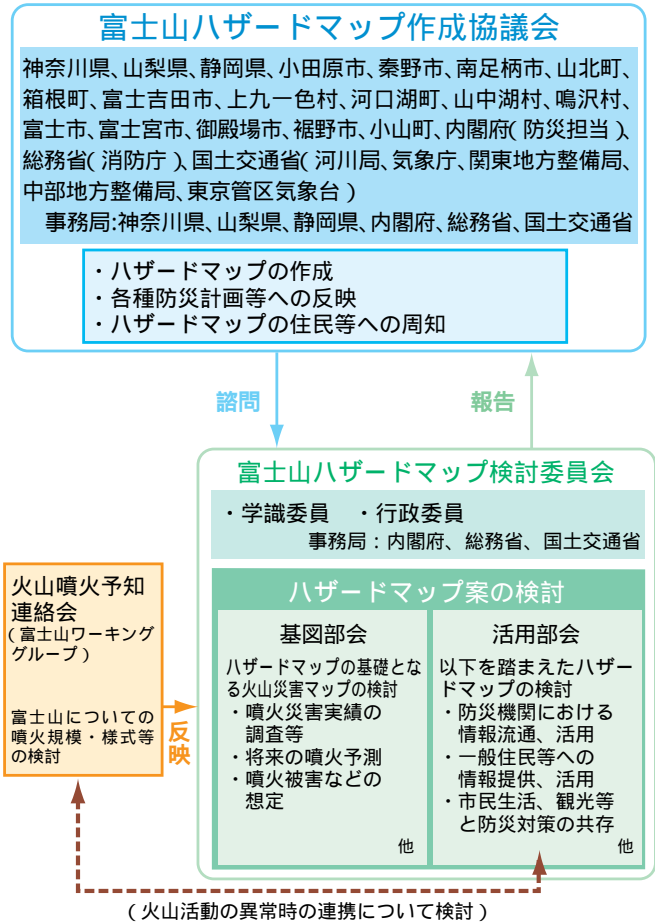 富士山ハザードマップ作成協議会
神奈川県、山梨県、静岡県、小田原市、秦野市、南足柄市、山北町、
箱根町、富士吉田市、上九一色村、河口湖町、山中湖村、鳴沢村、
富士市、富士宮市、御殿場市、裾野市、小山町、内閣府(防災担当)、
総務省(消防庁)、国土交通省(河川局、気象庁、関東地方整備局、
中部地方整備局、東京管区気象台)
事務局:神奈川県、山梨県、静岡県、内閣府、総務省、国土交通省
・ハザードマップの作成
・各種防災計画等への反映
・ハザードマップの住民等への周知
諮問
報告
富士山ハザードマップ検討委員会
・学識委員 ・行政委員
事務局:内閣府、総務省、国土交通省
ハザードマップ案の検討
基図部会
ハザードマップの基礎とな
る火山災害マップの検討
・噴火災害実績の
調査等
・将来の噴火予測
・噴火被害などの
想定
他
活用部会
以下を踏まえたハザー
ドマップの検討
・防災機関における
情報流通、活用
・一般住民等への
情報提供、活用
・市民生活、観光等
と防災対策の共存
他
火山噴火予知
連絡会
(富士山ワーキング
グループ)
富士山についての
噴火規模・様式等
の検討
反映
(火山活動の異常時の連携について検討)